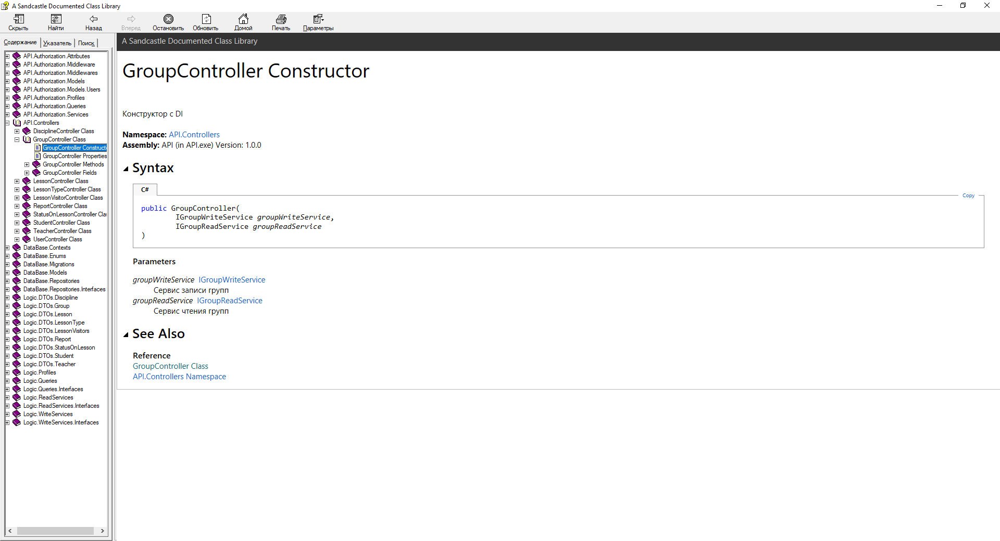 A Sandcastle Documented Class Library
Скрыть
Найти
Назад
Вперед
Остановить
Обновить
Домой
Печать
Параметры
Содержание
Указатель
Поиск
API.Authorization.Attributes
API.Authorization.Middleware
API.Authorization.Middlewares
API.Authorization.Models
API.Authorization.Models.Users
API.Authorization.Profiles
API.Authorization.Queries
API.Authorization.Services
API.Controllers
DisciplineController Class
GroupController Class
GroupController Constructo
GroupController Properties
GroupController Methods
GroupController Fields
LessonController Class
LessonTypeController Class
LessonVisitorController Class
ReportController Class
StatusOnLessonController Clas
StudentController Class
TeacherController Class
UserController Class
DataBase.Contexts
DataBase.Enums
DataBase.Migrations
DataBase.Models
DataBase.Repositories
DataBase.Repositories.Interfaces
Logic.DTOs.Discipline
Logic.DTOs.Group
Logic.DTOs.Lesson
Logic.DTOs.LessonType
Logic.DTOs.LessonVisitors
Logic.DTOs.Report
Logic.DTOs.StatusOnLesson
Logic.DTOs.Student
Logic.DTOs.Teacher
Logic.Profiles
Logic.Queries
Logic.Queries.Interfaces
Logic.ReadServices
Logic.ReadServices.Interfaces
Logic.WriteServices
Logic.WriteServices.Interfaces
A Sandcastle Documented Class Library
GroupController Constructor
Конструктор с DI
Namespace: API.Controllers
Assembly: API (in API.exe) Version: 1.0.0
Syntax
C#
Copy
public GroupController(
IGroupWriteService groupWriteService,
IGroupReadService groupReadService
)
Parameters
groupWriteService IGroupWriteService
Сервис записи групп
groupReadService IGroupReadService
Сервис чтения групп
See Also
Reference
GroupController Class
API.Controllers Namespace